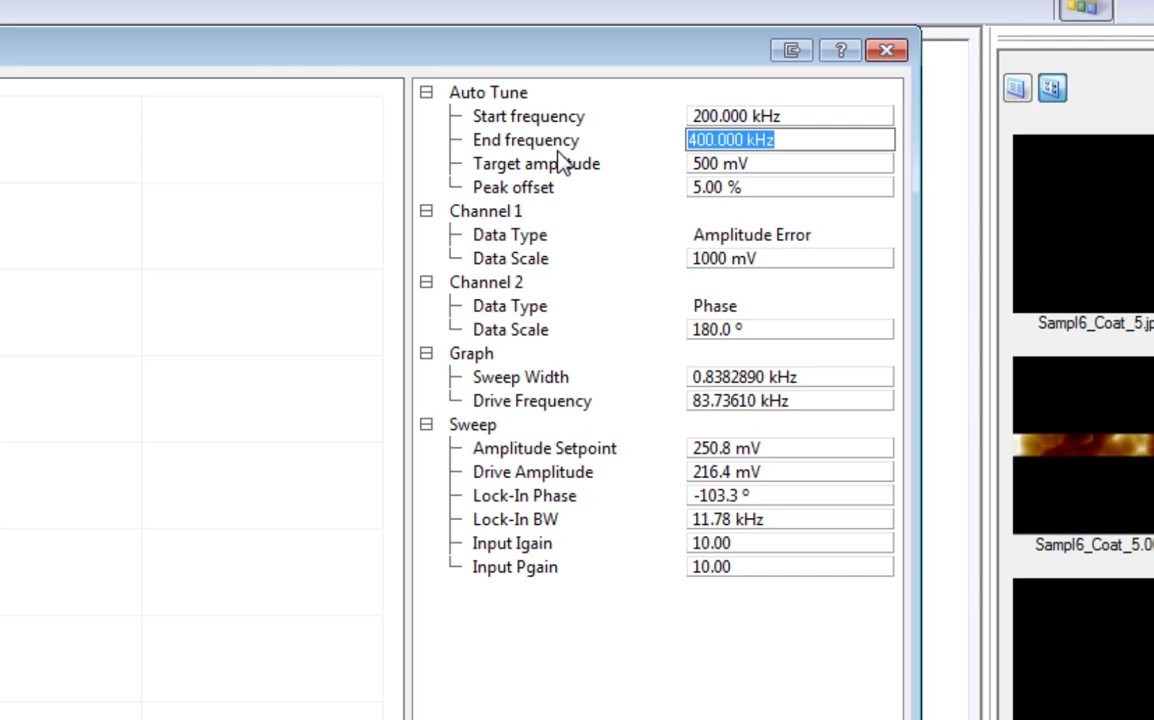 Auto Tune
Start frequency 200.000 kHz
End frequency 400.000 kHz
Target amplitude 500 mV
Peak offset 5.00 %
Channel 1
Data Type Amplitude Error
Data Scale 1000 mV
Channel 2
Data Type Phase
Data Scale 180.0 º
Graph
Sweep Width 0.8382890 kHz
Drive Frequency 83.73610 kHz
Sweep
Amplitude Setpoint 250.8 mV
Drive Amplitude 216.4 mV
Lock-In Phase -103.3 º
Lock-In BW 11.78 kHz
Input Igain 10.00
Input Pgain 10.00
Sampl6_Coat_5.jp
Sampl6_Coat_5.0